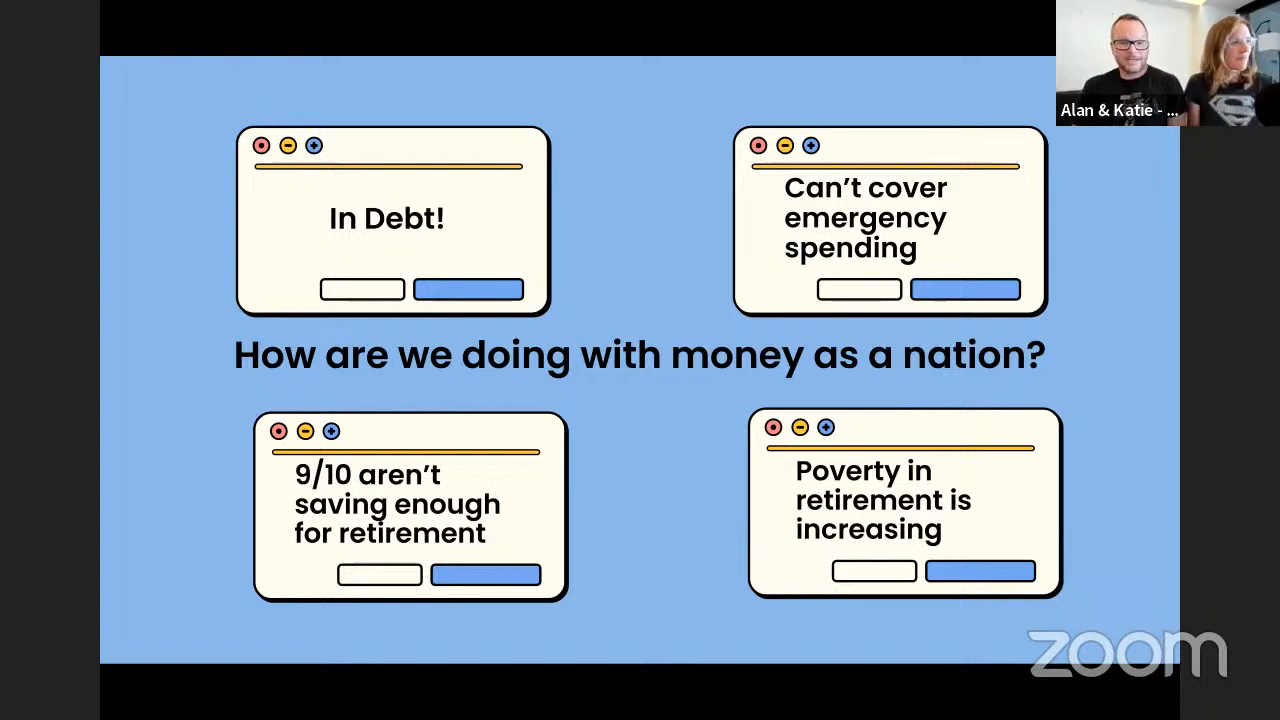 Alan & Katie - ...
In Debt!
Can’t cover
emergency
spending
How are we doing with money as a nation?
9/10 aren’t
saving enough
for retirement
Poverty in
retirement is
increasing
zoom